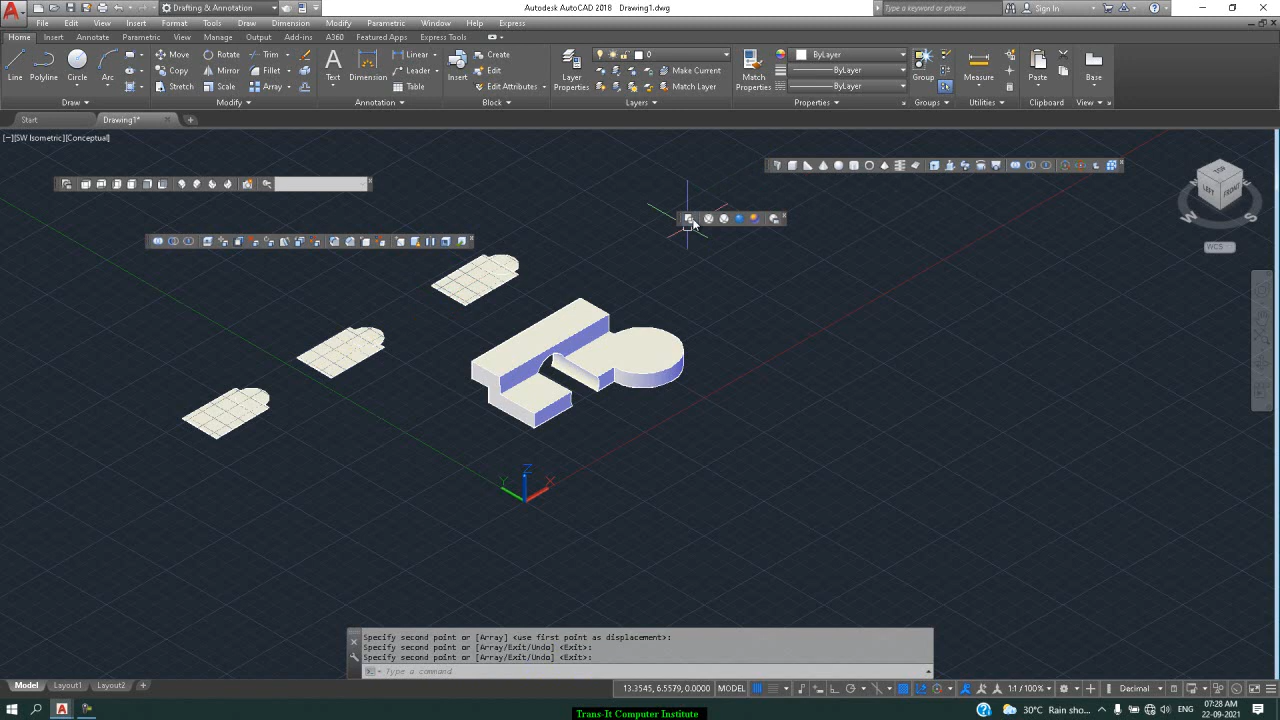 Drafting & Annotation
Autodesk AutoCAD 2018 Drawing1.dwg
Type a keyword or phrase
Sign In
File Edit View Insert Format Tools Draw Dimension Modify Parametric Window Help Express
Home Insert Annotate Parametric View Manage Output Add-ins A360 Featured Apps Express Tools
Line Polyline Circle Arc
Move Rotate Trim
Copy Mirror Fillet
Stretch Scale Array
Text Dimension
Linear
Leader
Table
Insert
Create
Edit
Edit Attributes
Layer Properties
0
Make Current
Match Layer
Match Properties
ByLayer
ByLayer
ByLayer
Group Measure Paste Base
Draw Modify Annotation Block Layers Properties Groups Utilities Clipboard View
Start Drawing1*
[−][SW Isometric][Conceptual]
TOP
LEFT FRONT
W S
WCS
Z
Y X
Specify second point or [Array] <use first point as displacement>:
Specify second point or [Array/Exit/Undo] <Exit>:
Specify second point or [Array/Exit/Undo] <Exit>:
Type a command
Model Layout1 Layout2
13.3545, 6.5579, 0.0000 MODEL 1:1 / 100% Decimal
30°C Rain sho... ENG 07:28 AM
22-09-2021
Trans-It Computer Institute